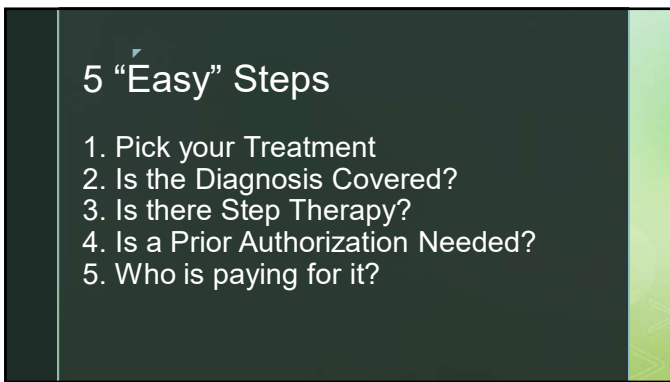 5 “Easy” Steps
1. Pick your Treatment
2. Is the Diagnosis Covered?
3. Is there Step Therapy?
4. Is a Prior Authorization Needed?
5. Who is paying for it?